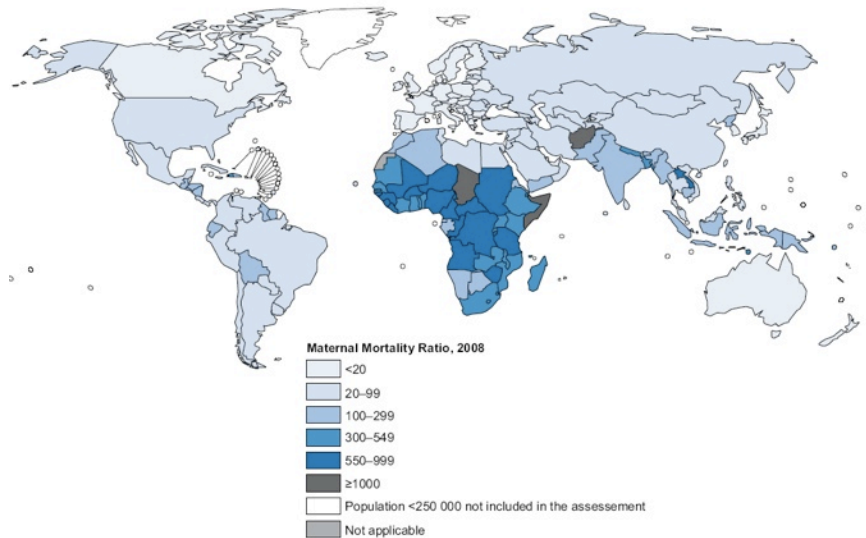 Maternal Mortality Ratio, 2008
<20
20–99
100–299
300–549
550–999
≥1000
Population <250 000 not included in the assessement
Not applicable